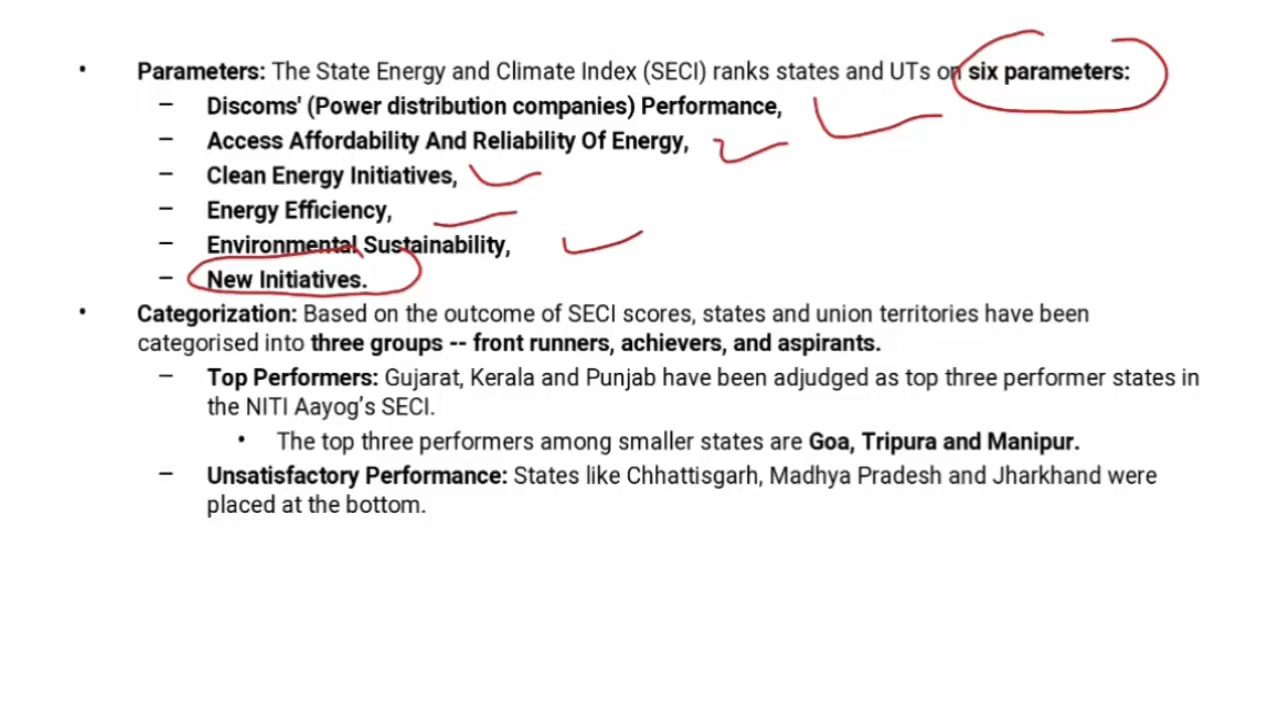 • Parameters: The State Energy and Climate Index (SECI) ranks states and UTs on six parameters:
– Discoms' (Power distribution companies) Performance,
– Access Affordability And Reliability Of Energy,
– Clean Energy Initiatives,
– Energy Efficiency,
– Environmental Sustainability,
– New Initiatives.
• Categorization: Based on the outcome of SECI scores, states and union territories have been
categorised into three groups -- front runners, achievers, and aspirants.
– Top Performers: Gujarat, Kerala and Punjab have been adjudged as top three performer states in
the NITI Aayog’s SECI.
• The top three performers among smaller states are Goa, Tripura and Manipur.
– Unsatisfactory Performance: States like Chhattisgarh, Madhya Pradesh and Jharkhand were
placed at the bottom.